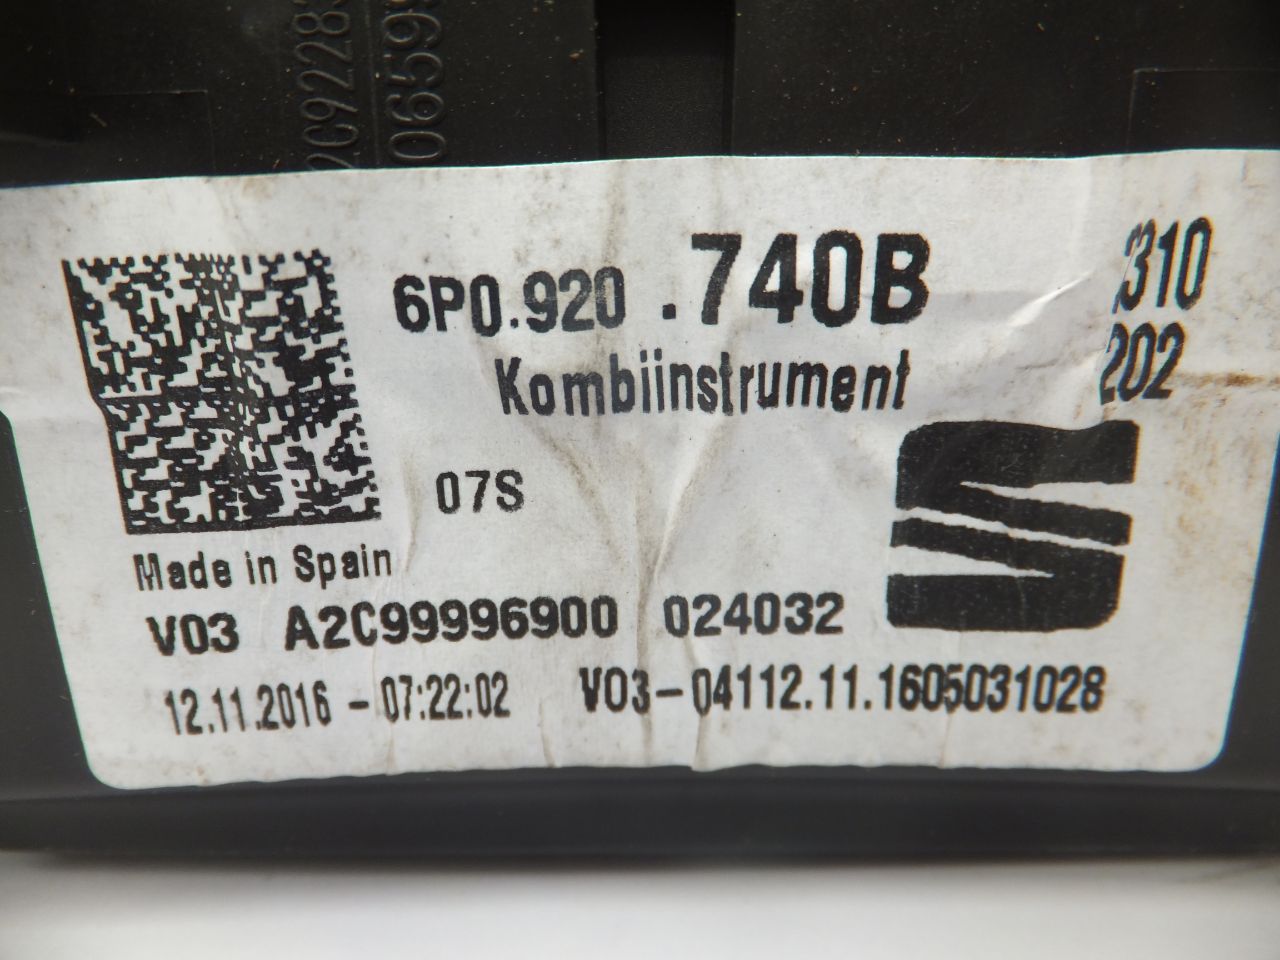 6P0.920 .740B
310
202
Kombiinstrument
07S
Made in Spain
V03 A2C99996900 024032
12.11.2016 - 07:22:02 V03-04112.11.1605031028